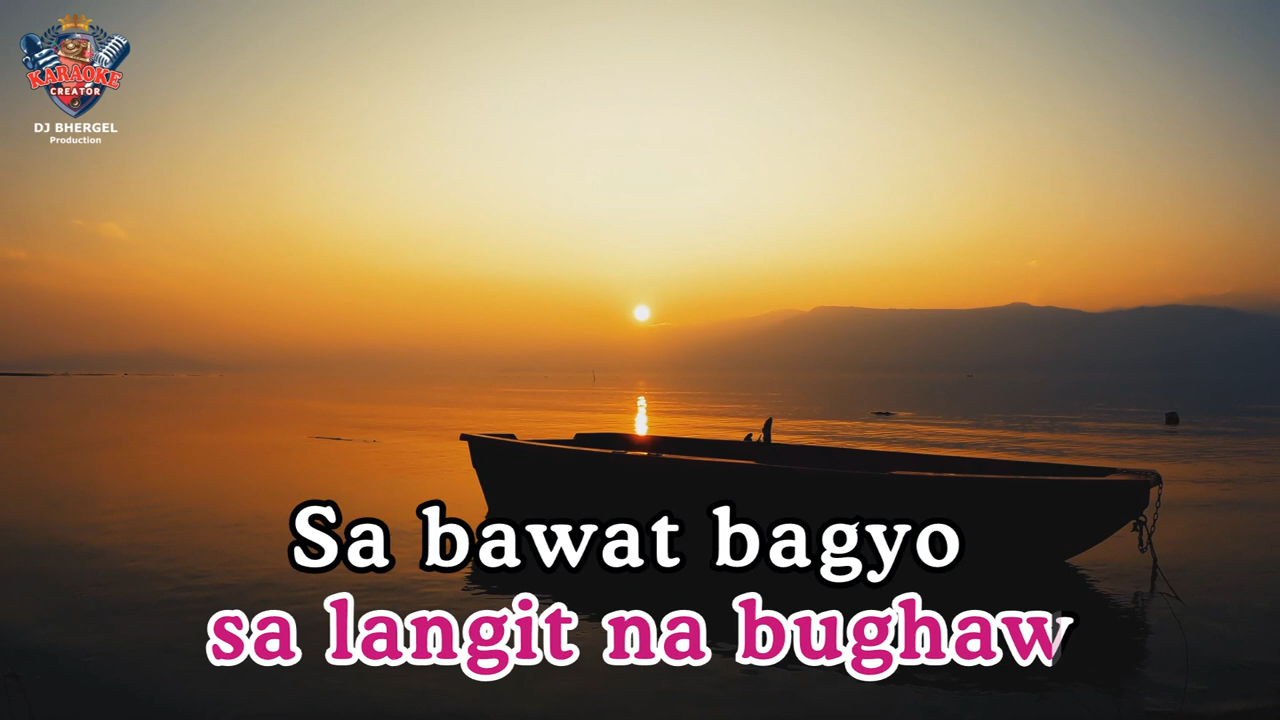 KARAOKE
CREATOR
DJ BHERGEL
Production
Sa bawat bagyo
sa langit na bughaw